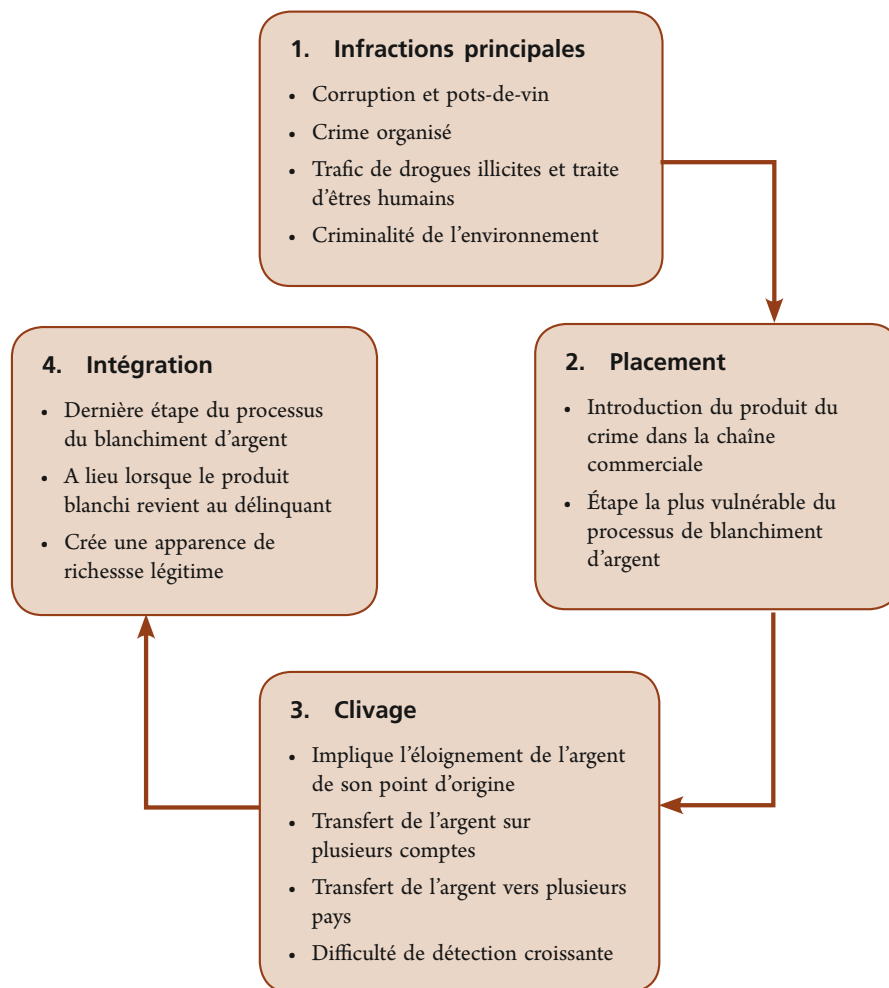 1. Infractions principales
• Corruption et pots-de-vin
• Crime organisé
• Trafic de drogues illicites et traite
d'êtres humains
• Criminalité de l'environnement
2. Placement
• Introduction du produit du
crime dans la chaîne
commerciale
• Étape la plus vulnérable du
processus de blanchiment
d'argent
3. Clivage
• Implique l'éloignement de l'argent
de son point d'origine
• Transfert de l'argent sur
plusieurs comptes
• Transfert de l'argent vers plusieurs
pays
• Difficulté de détection croissante
4. Intégration
• Dernière étape du processus
du blanchiment d'argent
• A lieu lorsque le produit
blanchi revient au délinquant
• Crée une apparence de
richessse légitime